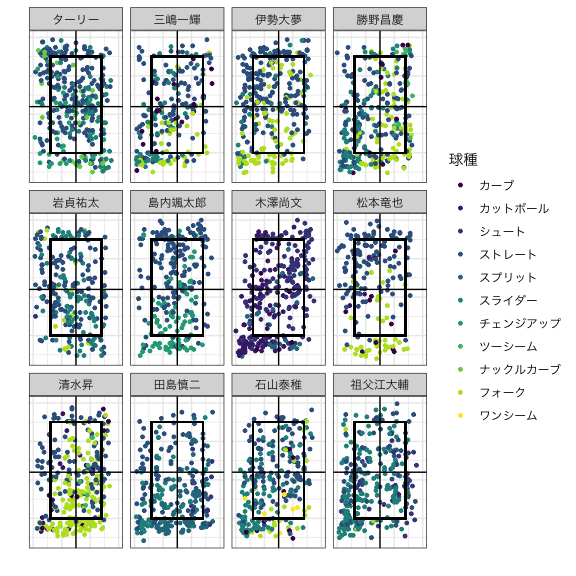 ターリー
三嶋一輝
伊勢大夢
勝野昌慶
岩貞祐太
島内颯太郎
木澤尚文
松本竜也
清水昇
田島慎二
石山泰稚
祖父江大輔
球種
カーブ
カットボール
シュート
ストレート
スプリット
スライダー
チェンジアップ
ツーシーム
ナックルカーブ
フォーク
ワンシーム